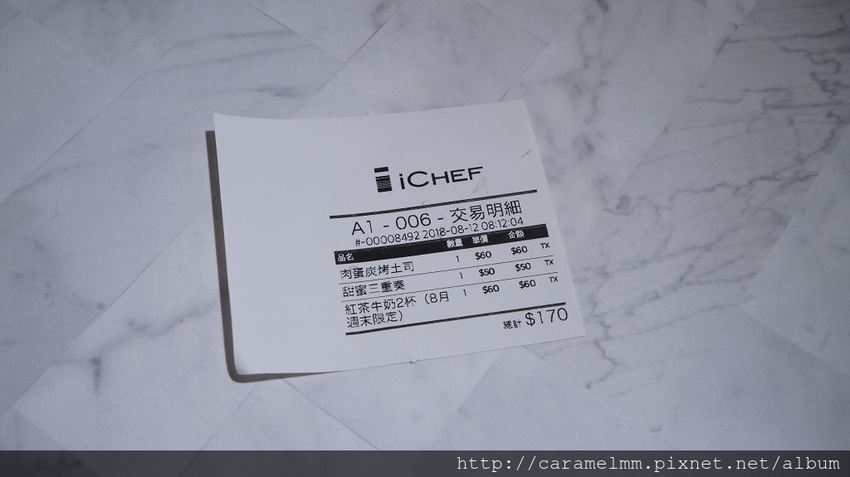 iCHEF
A1 - 006 - 交易明細
#-00008492 2018-08-12 08:12:04
品名 數量 單價 金額
肉蛋炭烤土司 1 $60 $60 TX
甜蜜三重奏 1 $50 $50 TX
紅茶牛奶2杯（8月 1 $60 $60 TX
週末限定）
總計 $170
http://caramelmm.pixnet.net/album